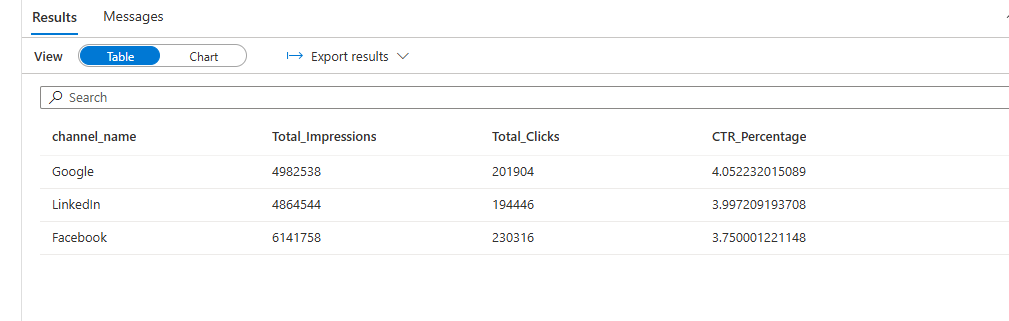 Results Messages
View Table Chart Export results
Search
channel_name Total_Impressions Total_Clicks CTR_Percentage
Google 4982538 201904 4.052232015089
LinkedIn 4864544 194446 3.997209193708
Facebook 6141758 230316 3.750001221148